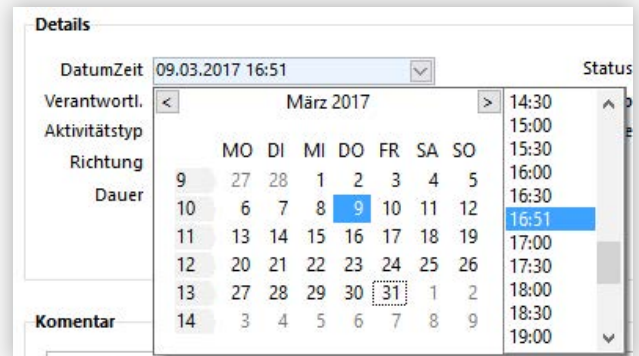 Details
DatumZeit 09.03.2017 16:51 Status
Verantwortl. < März 2017 > 14:30
Aktivitätstyp 15:00
MO DI MI DO FR SA SO 15:30
Richtung 9 27 28 1 2 3 4 5 16:00
Dauer 10 6 7 8 9 10 11 12 16:30
16:51
11 13 14 15 16 17 18 19 17:00
12 20 21 22 23 24 25 26 17:30
13 27 28 29 30 31 1 2 18:00
Komentar 14 3 4 5 6 7 8 9 18:30
19:00